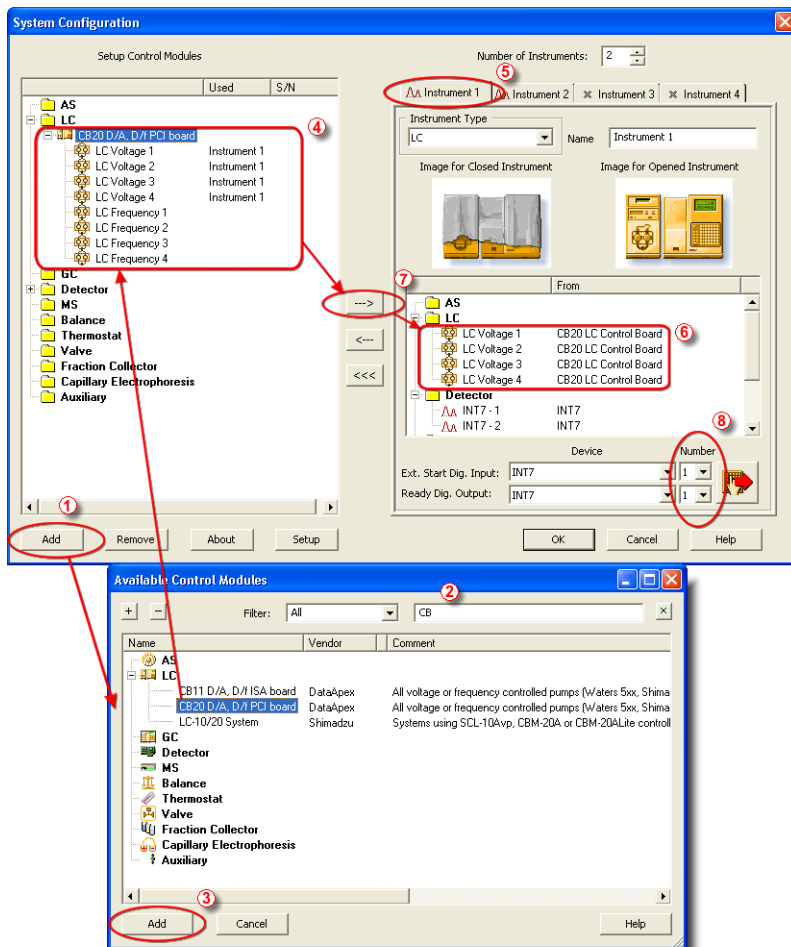 System Configuration
Setup Control Modules
Number of Instruments: 2
Used S/N
AS
LC
CB20 D/A, D/f PCI board
LC Voltage 1 Instrument 1
LC Voltage 2 Instrument 1
LC Voltage 3 Instrument 1
LC Voltage 4 Instrument 1
LC Frequency 1
LC Frequency 2
LC Frequency 3
LC Frequency 4
GC
Detector
MS
Balance
Thermostat
Valve
Fraction Collector
Capillary Electrophoresis
Auxiliary
4
--->
<---
<<<
5
Instrument 1 Instrument 2 Instrument 3 Instrument 4
Instrument Type
LC Name Instrument 1
Image for Closed Instrument Image for Opened Instrument
7
From
AS
LC
LC Voltage 1 CB20 LC Control Board
LC Voltage 2 CB20 LC Control Board
LC Voltage 3 CB20 LC Control Board
LC Voltage 4 CB20 LC Control Board
6
Detector
INT7 - 1 INT7
INT7 - 2 INT7
8
Device Number
Ext. Start Dig. Input: INT7 1
Ready Dig. Output: INT7 1
1
Add Remove About Setup OK Cancel Help
Available Control Modules
2
+ - Filter: All CB ×
Name Vendor Comment
AS
LC
CB11 D/A, D/f ISA board DataApex All voltage or frequency controlled pumps (Waters 5xx, Shima
CB20 D/A, D/f PCI board DataApex All voltage or frequency controlled pumps (Waters 5xx, Shima
LC-10/20 System Shimadzu Systems using SCL-10Avp, CBM-20A or CBM-20ALite controll
GC
Detector
MS
Balance
Thermostat
Valve
Fraction Collector
Capillary Electrophoresis
Auxiliary
3
Add Cancel Help